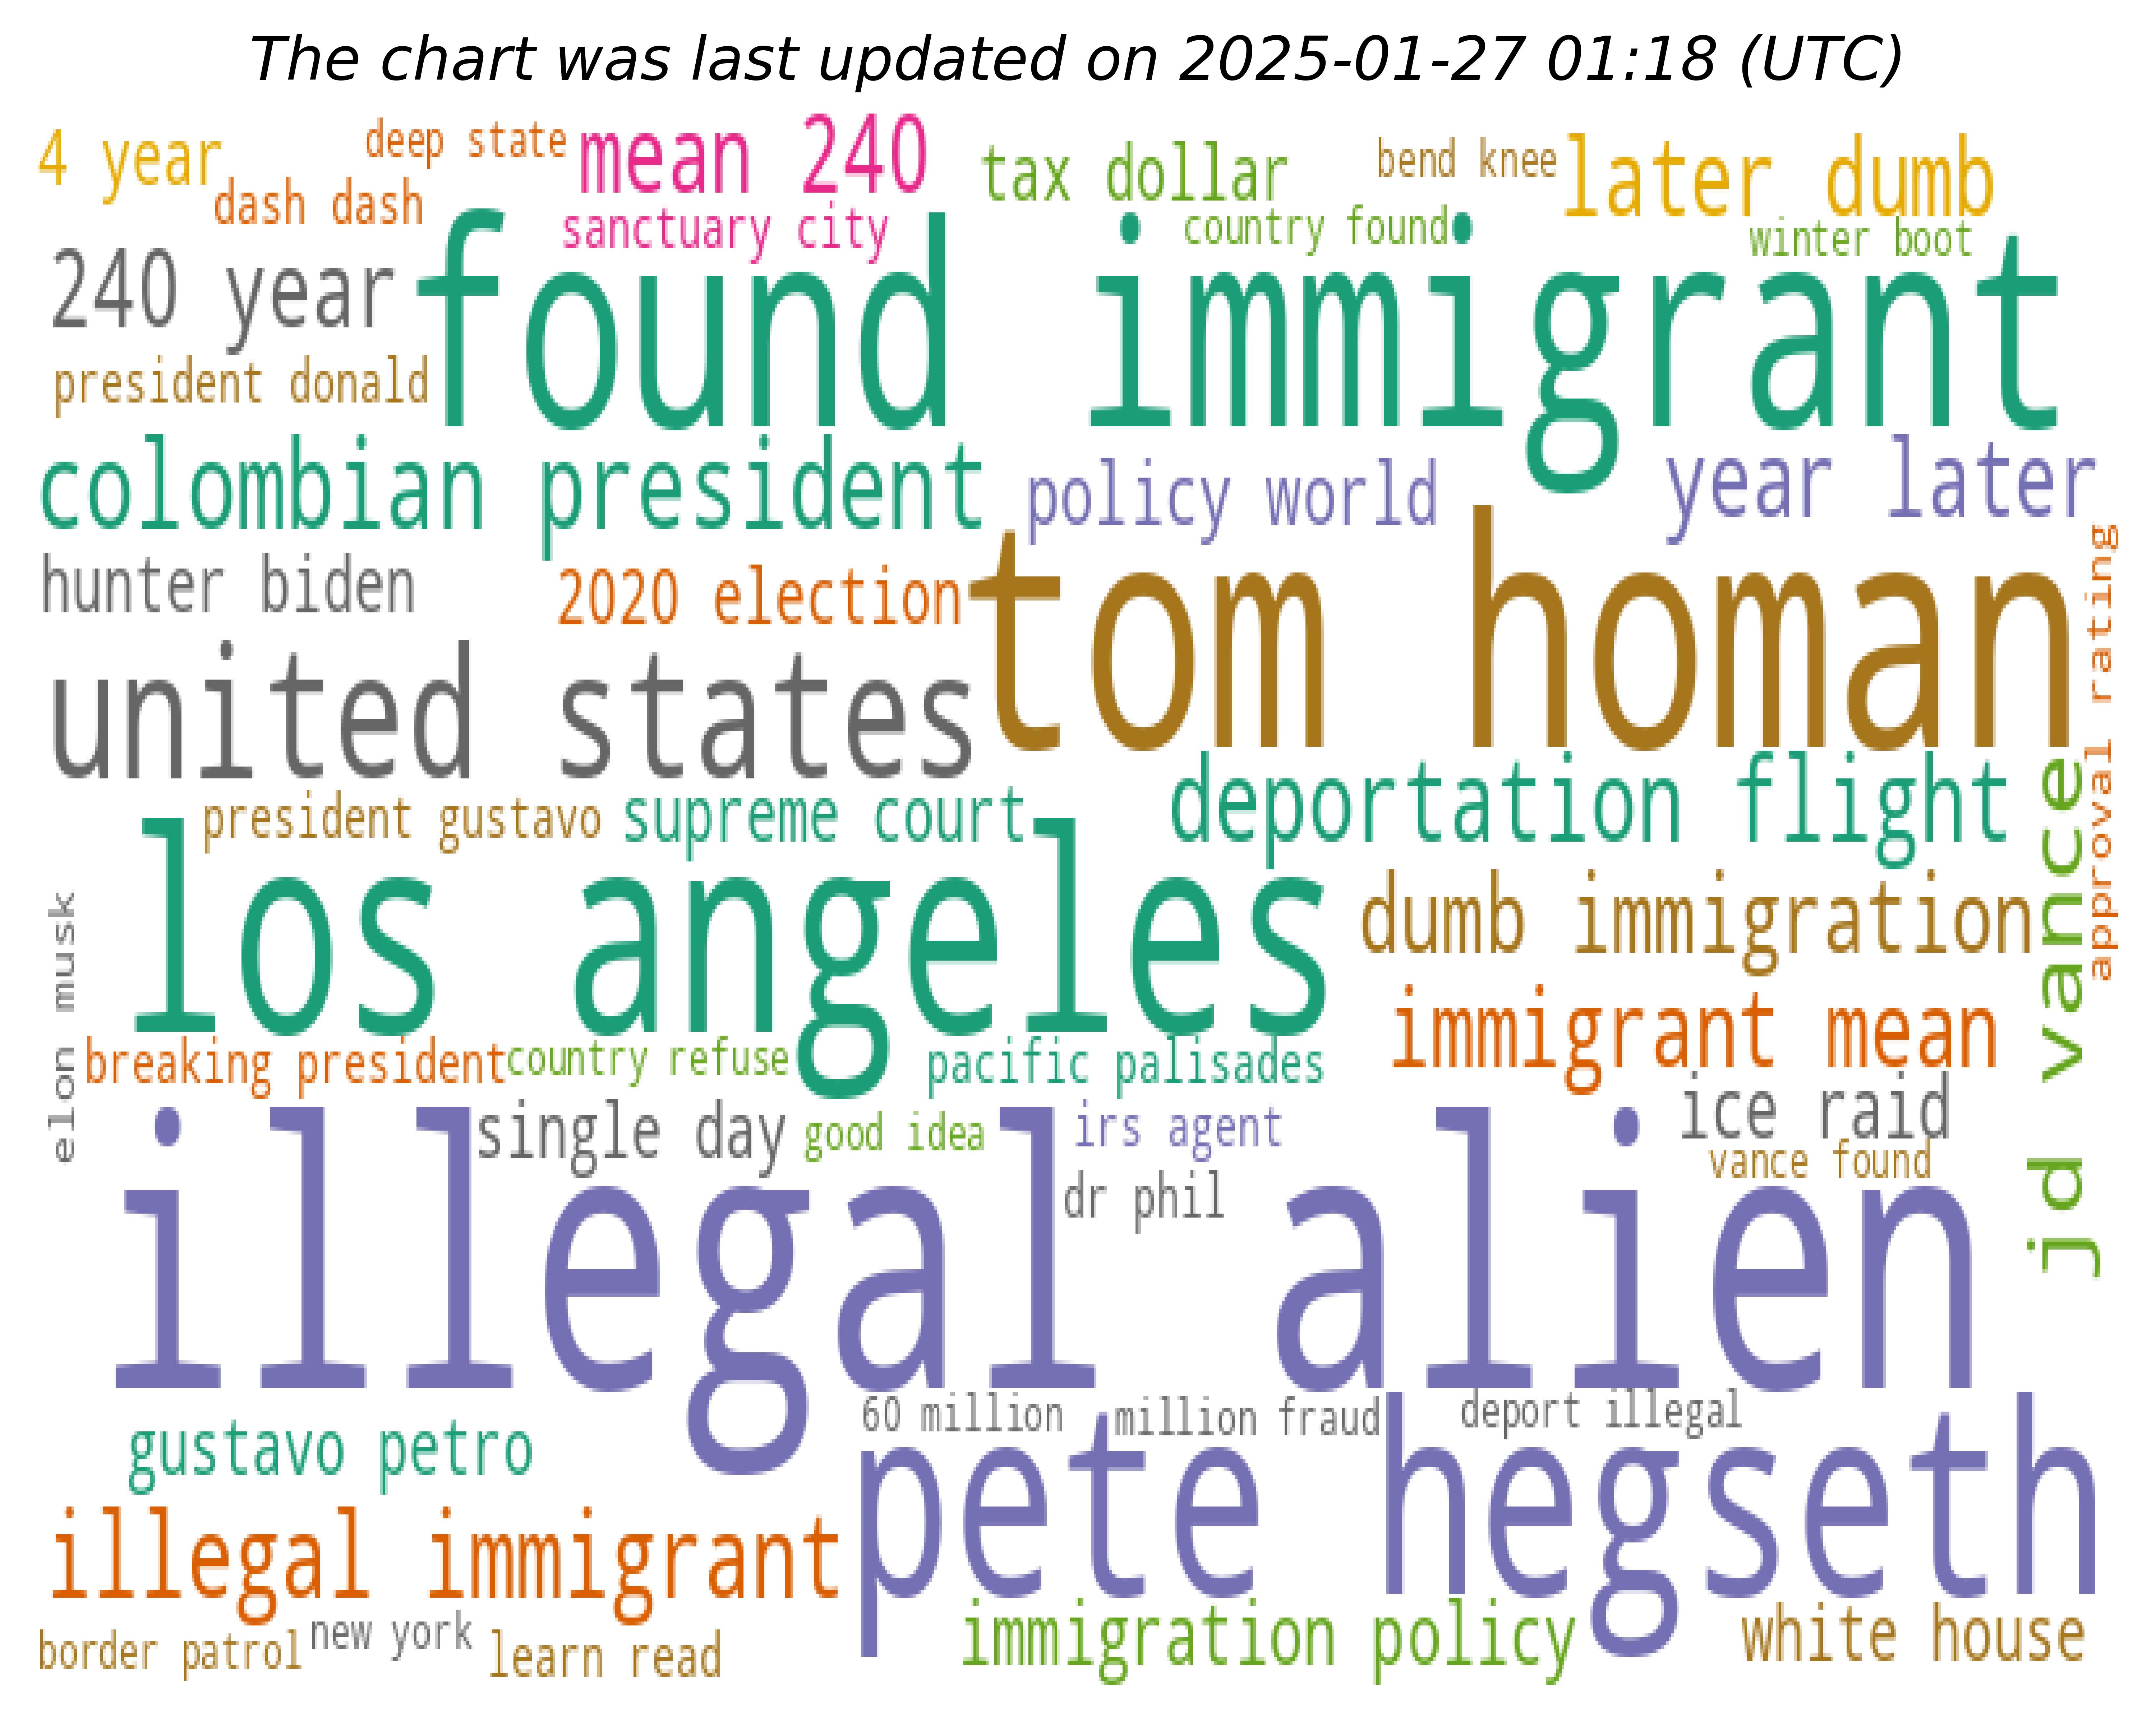 The chart was last updated on 2025-01-27 01:18 (UTC)
4 year
deep state
mean 240
tax dollar
bend knee
later dumb
dash dash
sanctuary city
country found
winter boot
240 year
found immigrant
president donald
colombian president
policy world
year later
hunter biden
2020 election
tom homan
approval rating
united states
deportation flight
president gustavo
supreme court
los angeles
dumb immigration
jd vance
elon musk
immigrant mean
breaking president
country refuse
pacific palisades
single day
good idea
irs agent
ice raid
vance found
dr phil
illegal alien
60 million
million fraud
deport illegal
gustavo petro
pete hegseth
illegal immigrant
border patrol
new york
learn read
immigration policy
white house